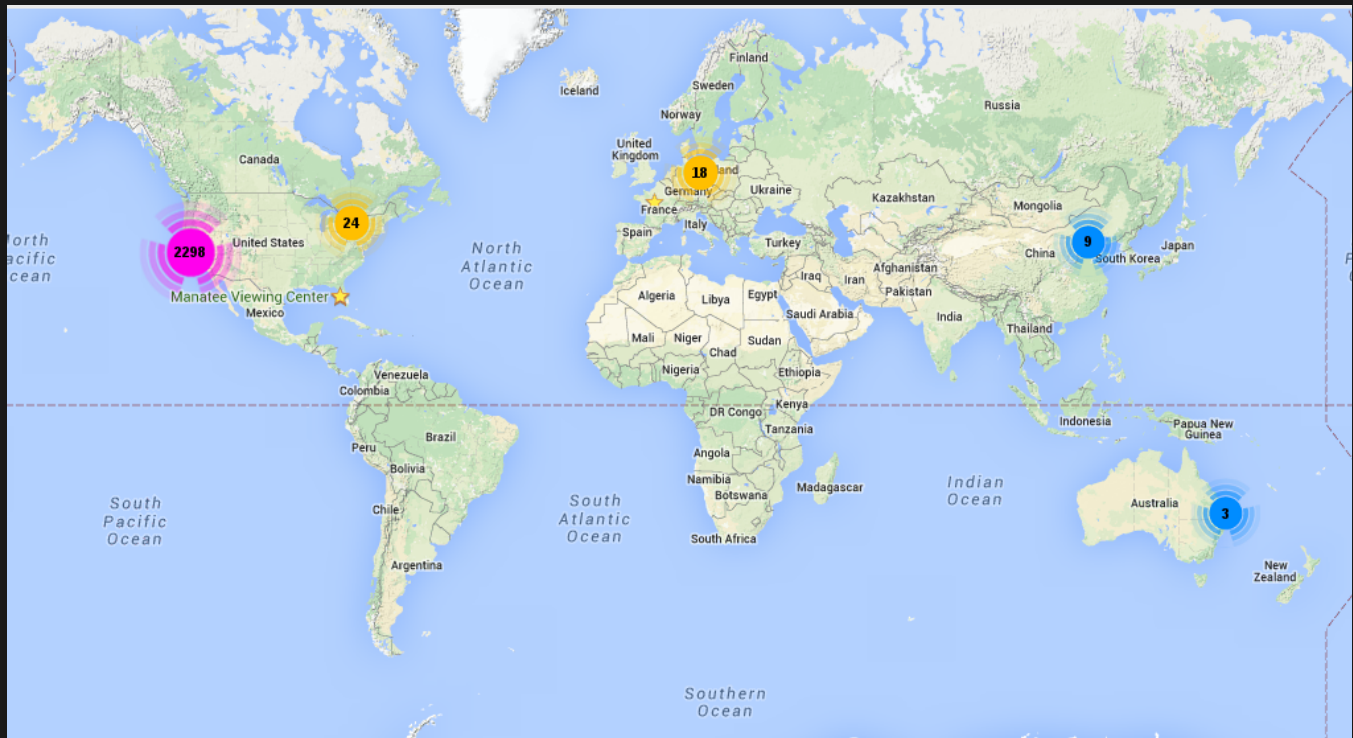 Finland
Sweden
Iceland
Russia
Norway
United
Kingdom
Canada
18
land
Germany
Ukraine
Kazakhstan
France
24
Mongolia
Italy
Spain
2298
United States
Turkey
9
China
South Korea
Japan
North
Atlantic
Ocean
orth
acific
cean
Iraq
Iran
Afghanistan
Pakistan
Manatee Viewing Center
Mexico
Algeria
Libya
Egypt
Saudi Arabia
India
Thailand
Mali
Niger
Chad
Sudan
Nigeria
Ethiopia
Venezuela
Colombia
DR Congo
Kenya
Tanzania
Indonesia
Papua New
Guinea
Brazil
Peru
Bolivia
Angola
Namibia
Botswana
Madagascar
Indian
Ocean
South
Pacific
Ocean
Chile
South
Atlantic
Ocean
Australia
3
South Africa
Argentina
New
Zealand
Southern
Ocean